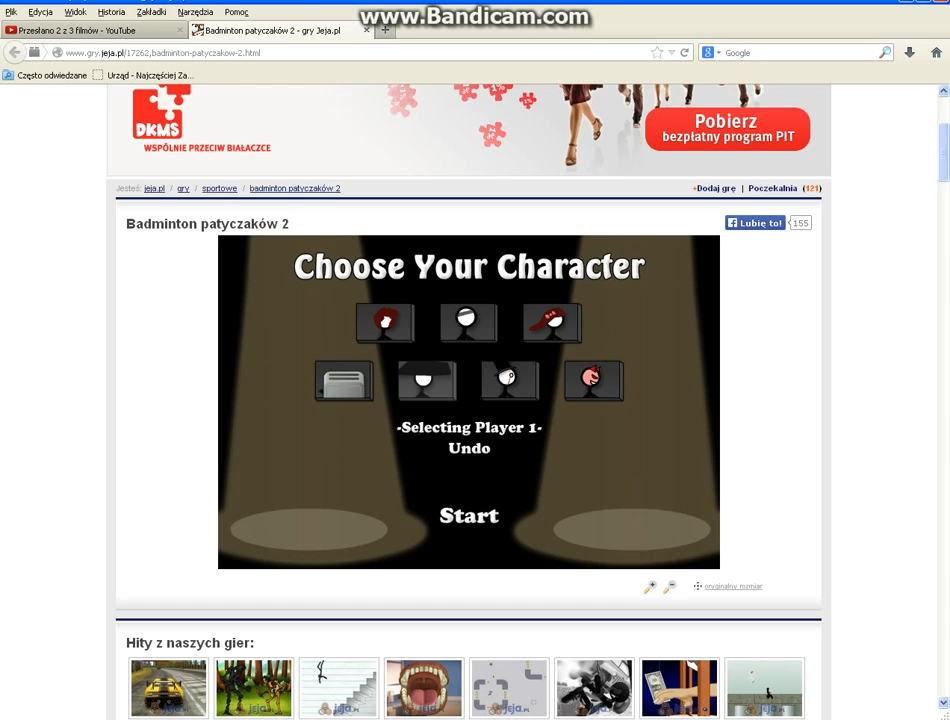 www.Bandicam.com
Plik Edycja Widok Historia Zakładki Narzędzia Pomoc
Przesłano 2 z 3 filmów - YouTube
Badminton patyczaków 2 - gry Jeja.pl
www.gry.jeja.pl/17262,badminton-patyczakow-2.html
Google
Często odwiedzane
Urząd - Najczęściej Za...
DKMS
WSPÓLNIE PRZECIW BIAŁACZCE
Pobierz
bezpłatny program PIT
Jesteś: jeja.pl / gry / sportowe / badminton patyczaków 2
+Dodaj grę | Poczekalnia (121)
Badminton patyczaków 2
Lubię to! 155
Choose Your Character
-Selecting Player 1-
Undo
Start
oryginalny rozmiar
Hity z naszych gier: